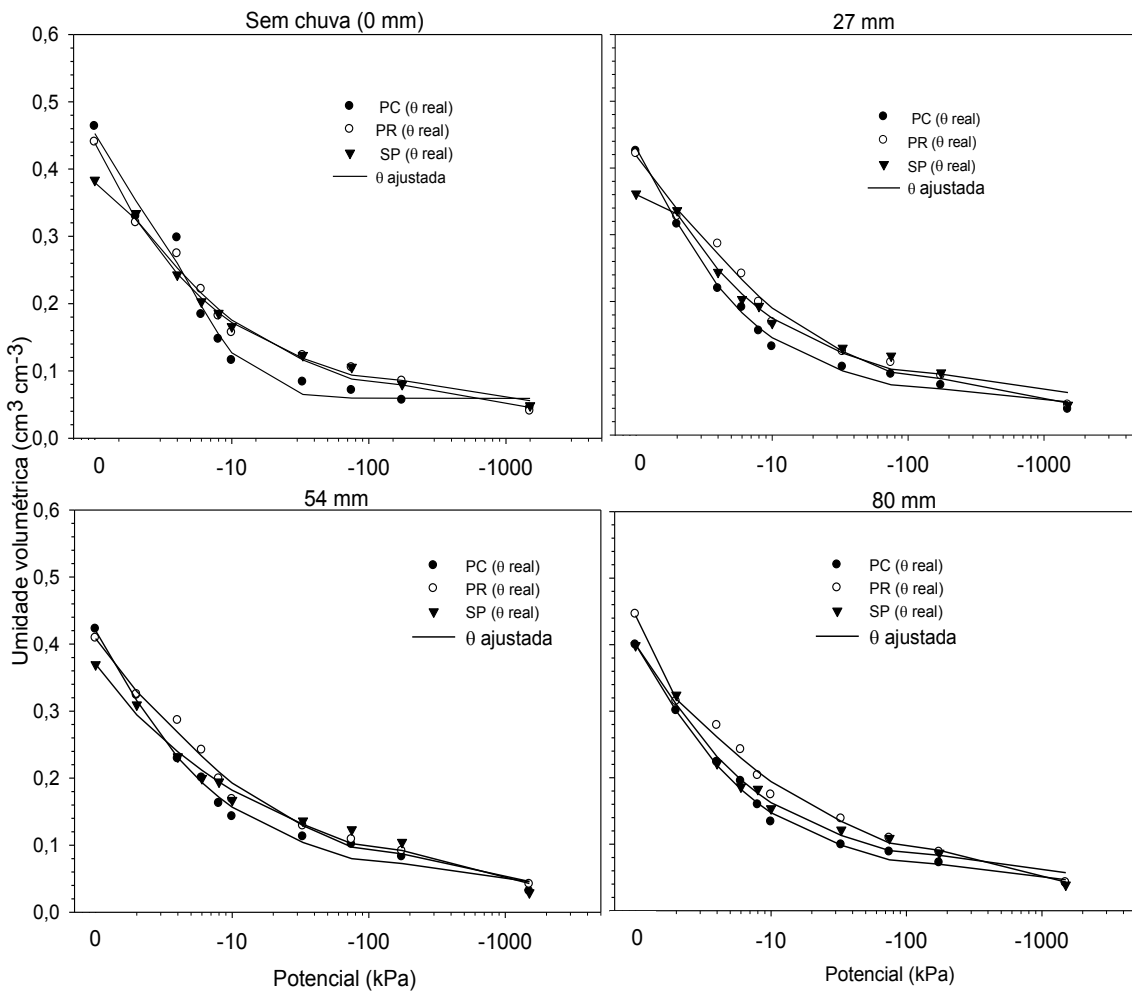 Sem chuva (0 mm)
27 mm
0,6
0,5
0,4
0,3
0,2
0,1
0,0
PC (θ real)
PR (θ real)
SP (θ real)
θ ajustada
PC (θ real)
PR (θ real)
SP (θ real)
θ ajustada
0
-10
-100
-1000
0
-10
-100
-1000
Umidade volumétrica (cm³ cm⁻³)
54 mm
80 mm
0,6
0,5
0,4
0,3
0,2
0,1
0,0
PC (θ real)
PR (θ real)
SP (θ real)
θ ajustada
PC (θ real)
PR (θ real)
SP (θ real)
θ ajustada
0
-10
-100
-1000
0
-10
-100
-1000
Potencial (kPa)
Potencial (kPa)